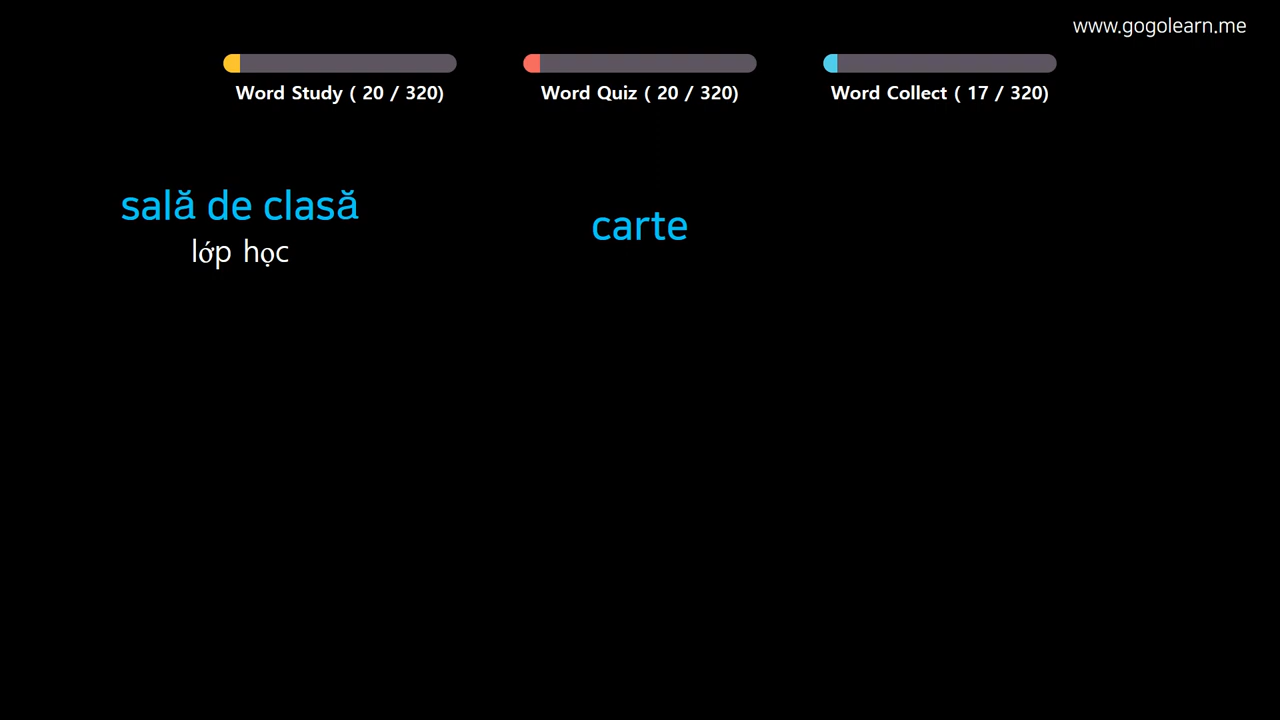 www.gogolearn.me
Word Study ( 20 / 320)
Word Quiz ( 20 / 320)
Word Collect ( 17 / 320)
sală de clasă
lớp học
carte